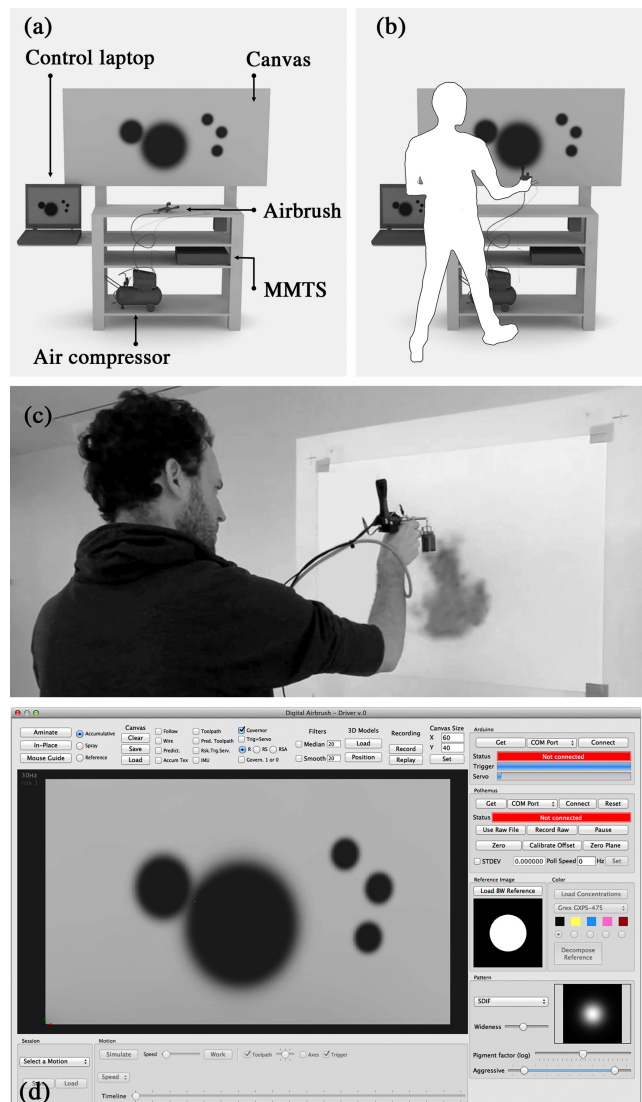 (a)
Control laptop
Canvas
Airbrush
MMTS
Air compressor
(b)
(c)
Digital Airbrush - Driver v.0
Aminate
In-Place
Mouse Guide
Accumulative
Spray
Reference
Canvas
Clear
Save
Load
Follow
Wire
Predict.
Accum Tex
Toolpath
Pred. Toolpath
Rsk.Trg.Serv.
IMU
Governor
Trig+Servo
R RS RSA
Govern. 1 or 0
Filters
Median 20
Smooth 20
3D Models
Load
Position
Recording
Record
Replay
Canvas Size
X 60
Y 40
Set
30Hz
Arduino
Get COM Port Connect
Status Not connected
Trigger
Servo
Polhemus
Get COM Port Connect Reset
Status Not connected
Use Raw File Record Raw Pause
Zero Calibrate Offset Zero Plane
STDEV 0.000000 Poll Speed 0 Hz Set
Reference Image
Load BW Reference
Color
Load Concentrations
Grex GXPS-475
Decompose
Reference
Pattern
SDIF
Wideness
Pigment factor (log)
Aggressive
Session
Select a Motion
Load
(d)
Motion
Simulate Speed Work Toolpath Axes Trigger
Speed
Timeline